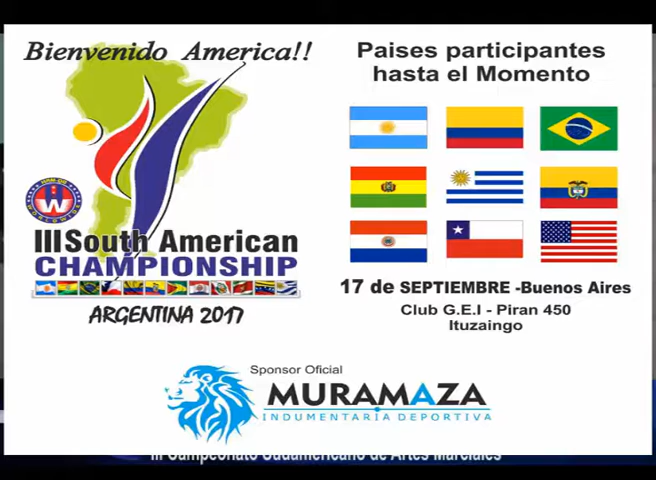 Bienvenido America!!
III South American
CHAMPIONSHIP
ARGENTINA 2017
Paises participantes
hasta el Momento
17 de SEPTIEMBRE -Buenos Aires
Club G.E.I - Piran 450
Ituzaingo
Sponsor Oficial
MURAMAZA
INDUMENTARIA DEPORTIVA
III Campeonato Sudamericano de Artes Marciales